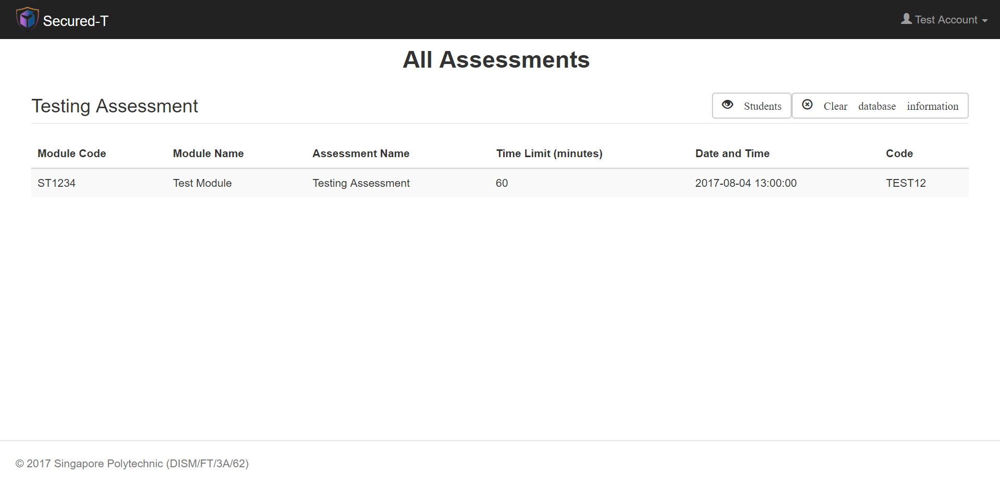 Secured-T
Test Account
All Assessments
Testing Assessment
Students
Clear database information
Module Code Module Name Assessment Name Time Limit (minutes) Date and Time Code
ST1234 Test Module Testing Assessment 60 2017-08-04 13:00:00 TEST12
© 2017 Singapore Polytechnic (DISM/FT/3A/62)